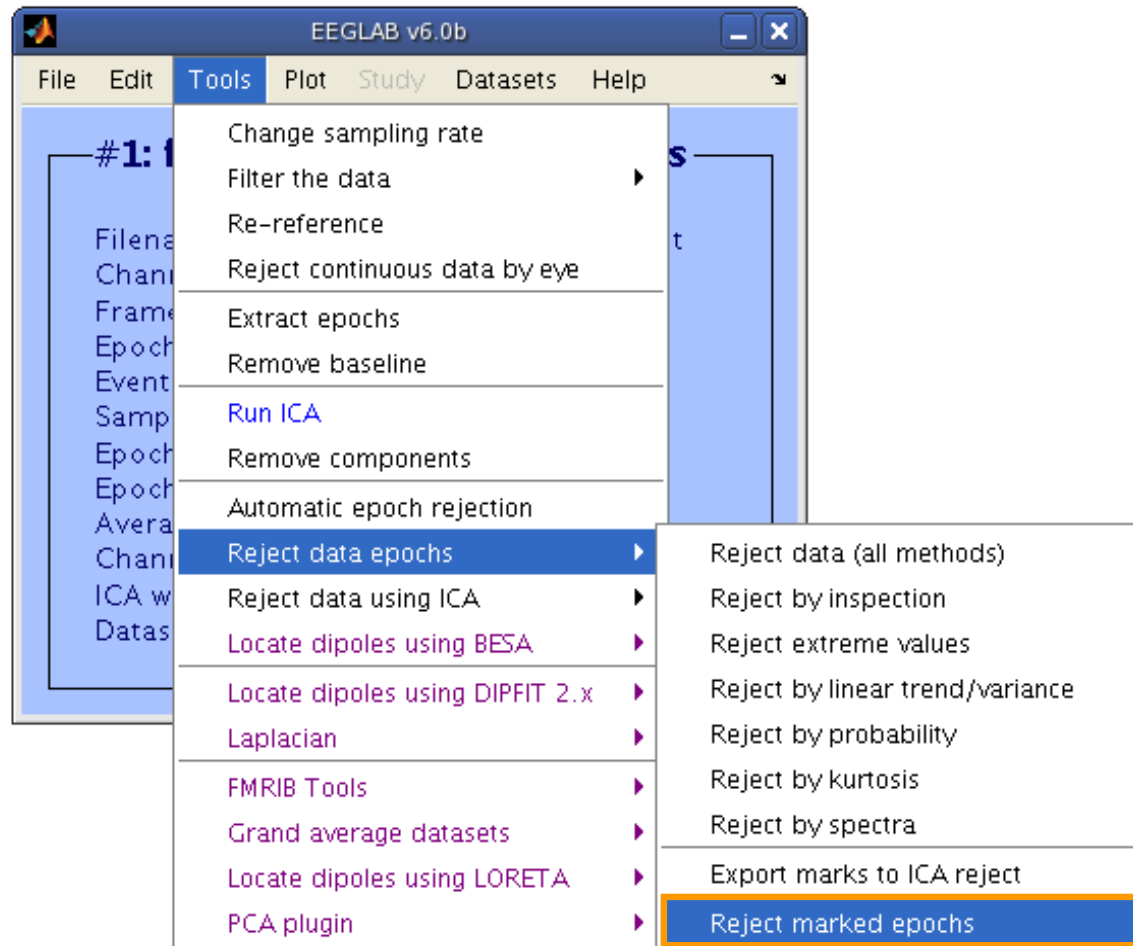 EEGLAB v6.0b
File Edit Tools Plot Study Datasets Help
#1:
Change sampling rate
Filter the data
Re-reference
Reject continuous data by eye
Extract epochs
Remove baseline
Run ICA
Remove components
Automatic epoch rejection
Reject data epochs
Reject data using ICA
Locate dipoles using BESA
Locate dipoles using DIPFIT 2.x
Laplacian
FMRIB Tools
Grand average datasets
Locate dipoles using LORETA
PCA plugin
Reject data (all methods)
Reject by inspection
Reject extreme values
Reject by linear trend/variance
Reject by probability
Reject by kurtosis
Reject by spectra
Export marks to ICA reject
Reject marked epochs